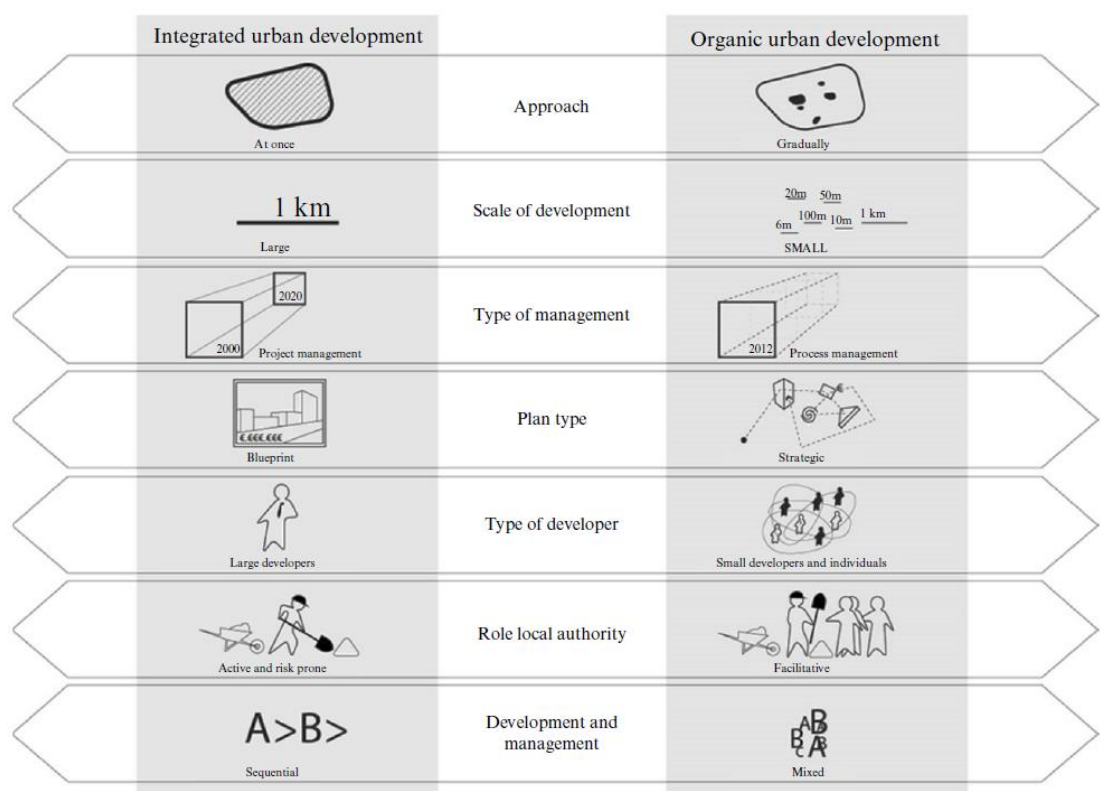 Integrated urban development
Organic urban development
Approach
At once
Gradually
1 km
Scale of development
20m 50m
6m 100m 10m 1 km
Large
SMALL
2020
2000
Project management
Type of management
2012
Process management
Plan type
€.€€€.€€€
Blueprint
Strategic
Type of developer
Large developers
Small developers and individuals
Role local authority
Active and risk prone
Facilitative
A>B>
Development and
management
B
A
B
A
B
C
Sequential
Mixed